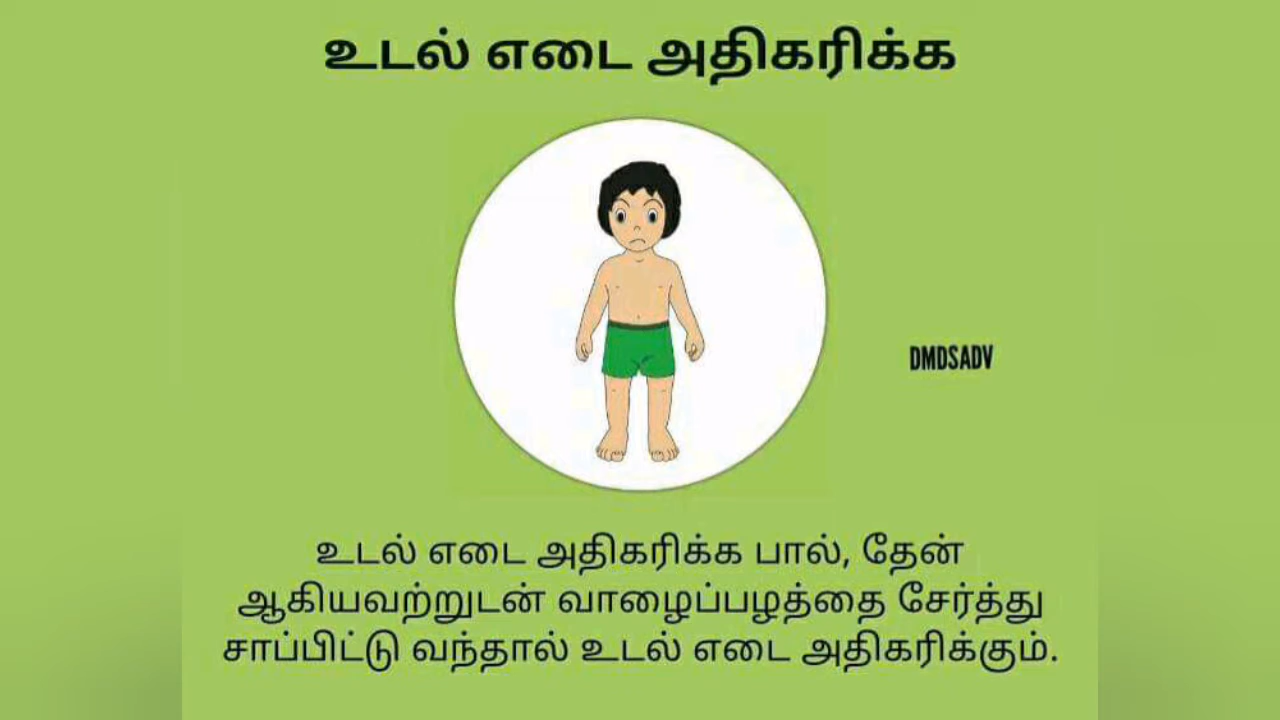 உடல் எடை அதிகரிக்க
DMDSADV
உடல் எடை அதிகரிக்க பால், தேன்
ஆகியவற்றுடன் வாழைப்பழத்தை சேர்த்து
சாப்பிட்டு வந்தால் உடல் எடை அதிகரிக்கும்.